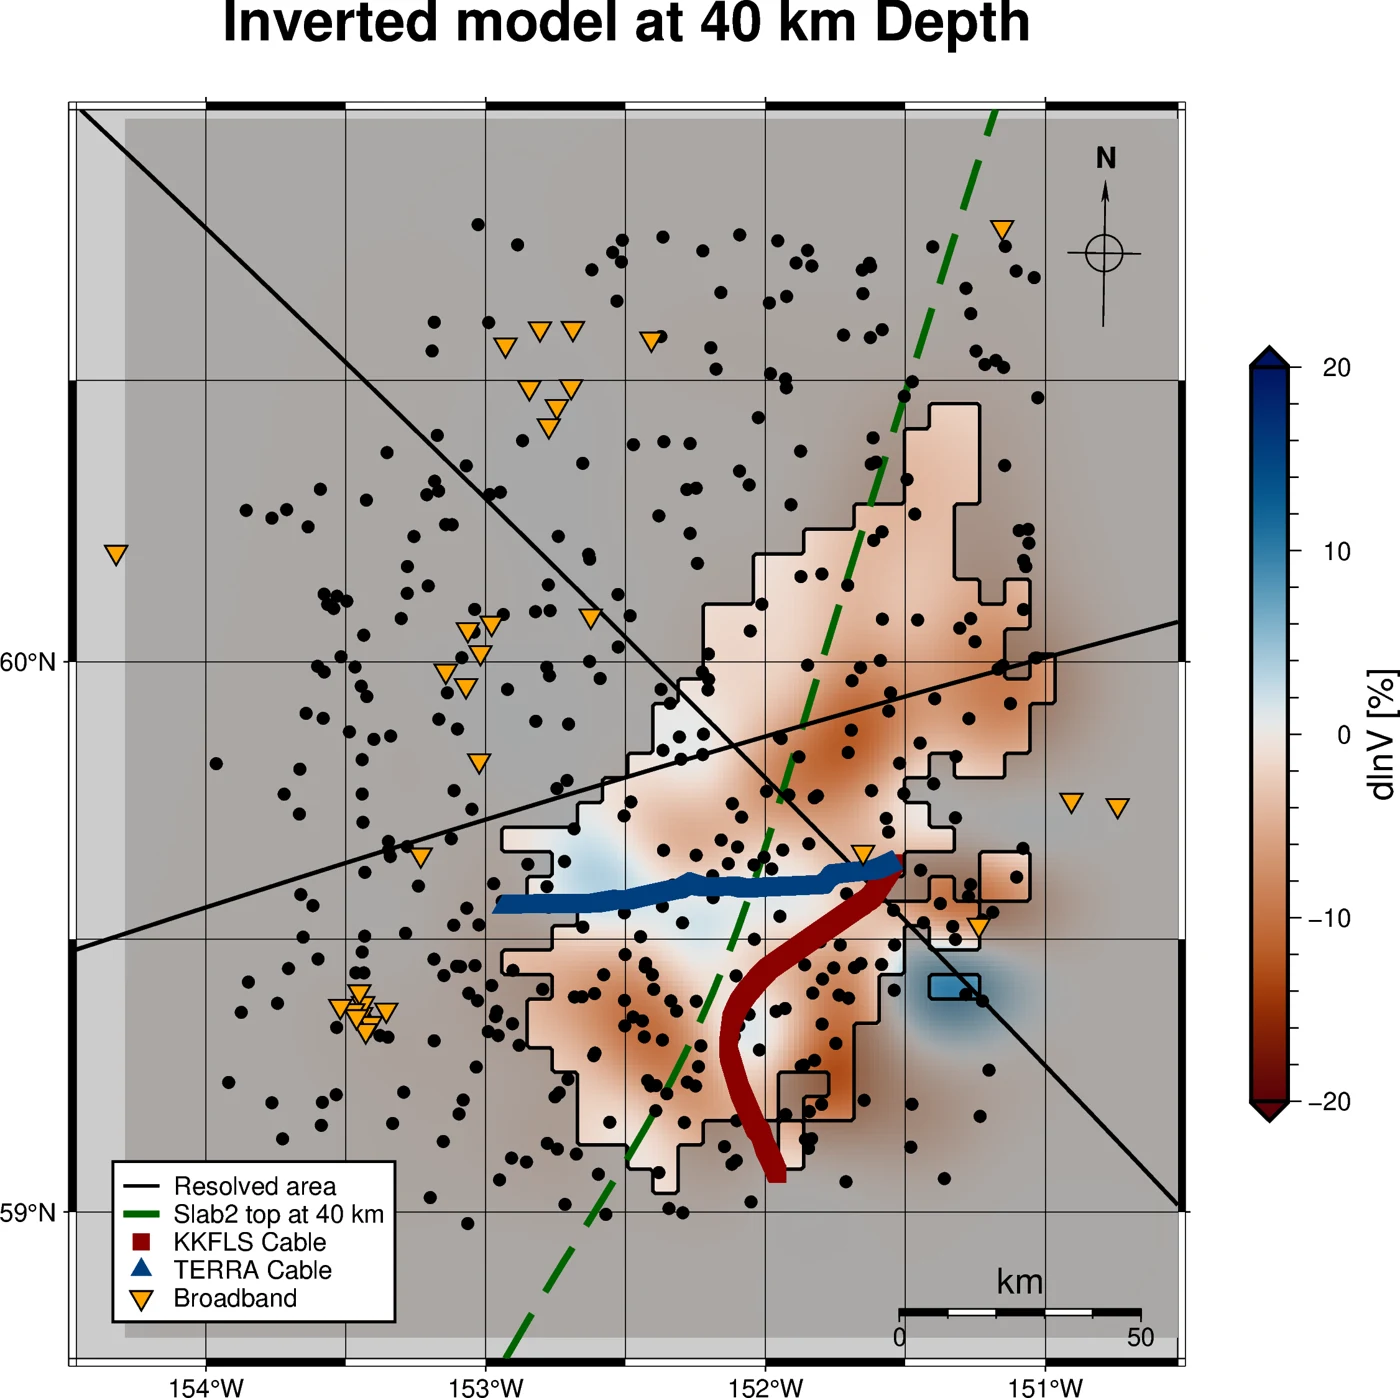 Inverted model at 40 km Depth
N
20
10
0
−10
−20
dlnV [%]
60°N
59°N
Resolved area
Slab2 top at 40 km
KKFLS Cable
TERRA Cable
Broadband
km
0 50
154°W 153°W 152°W 151°W